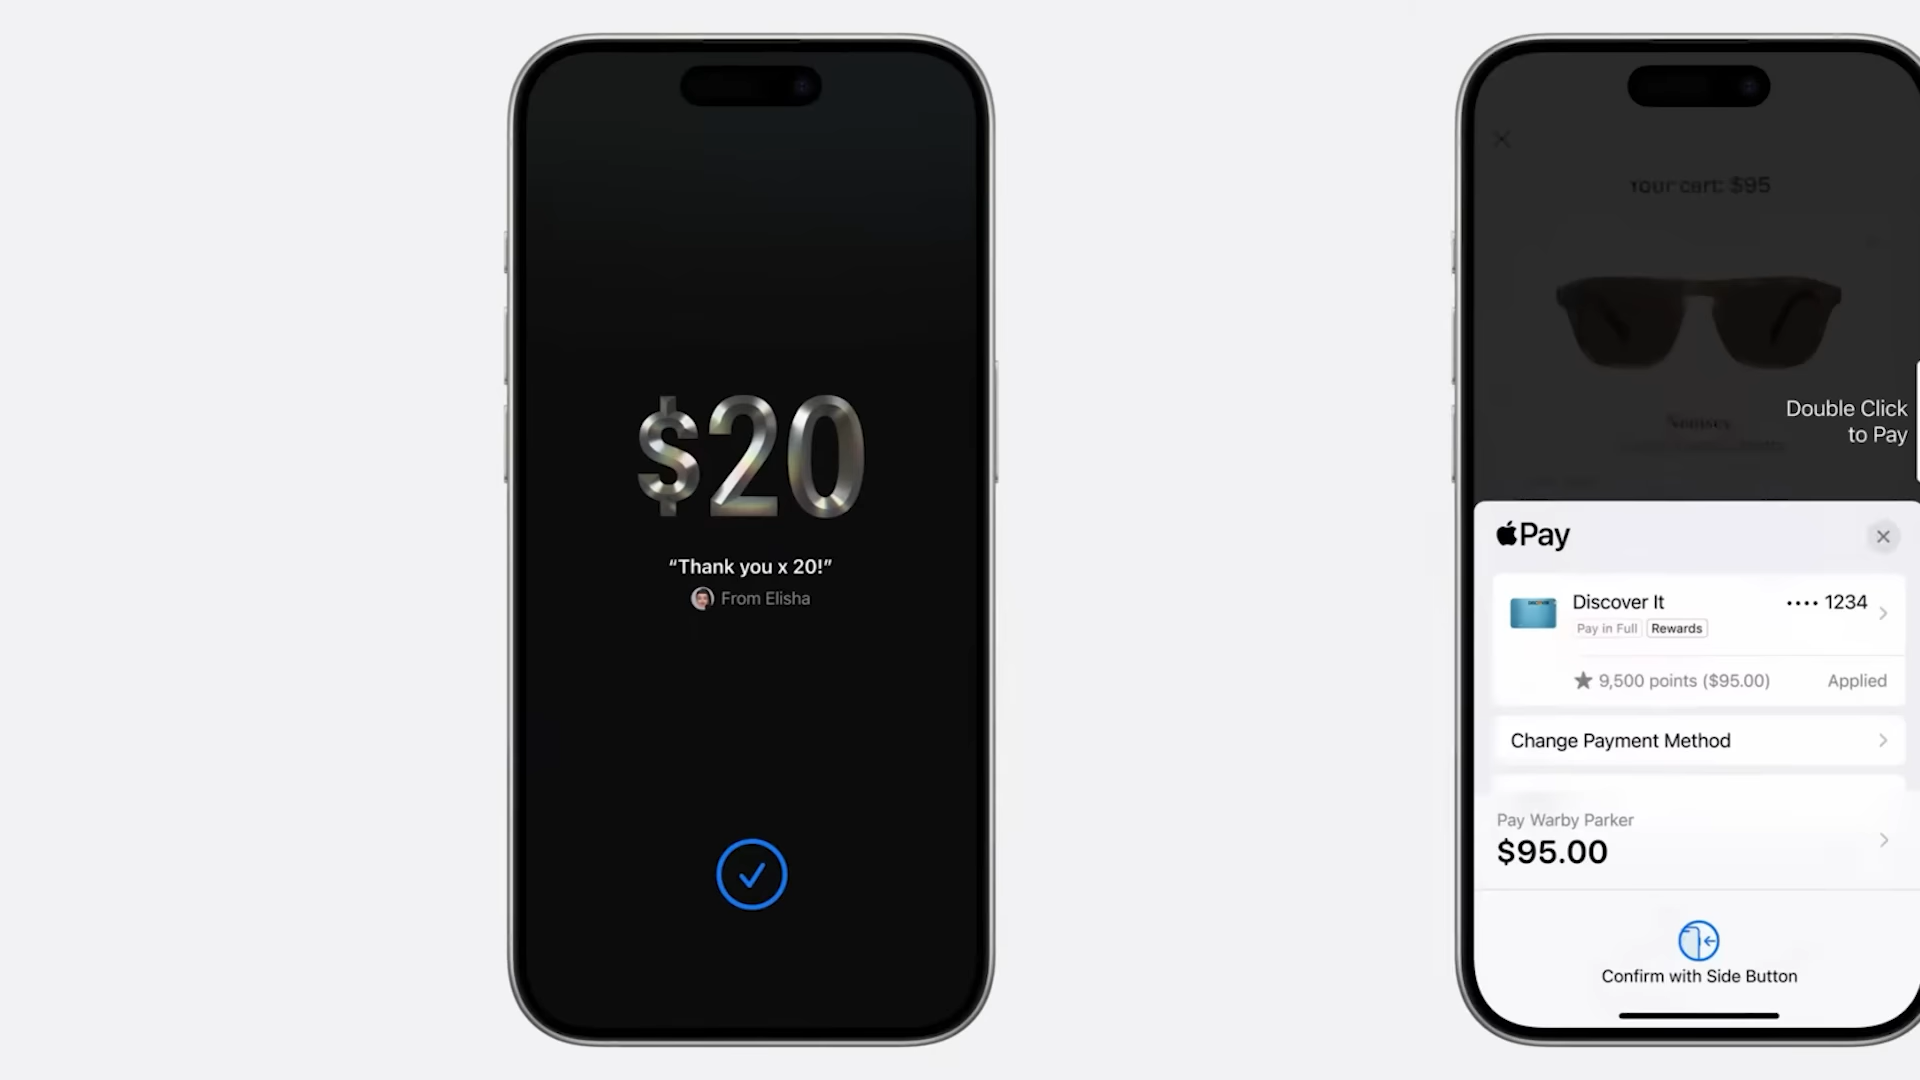 $20
“Thank you x 20!”
From Elisha
Your cart: $95
Double Click
to Pay
Pay
Discover It
•••• 1234
Pay in Full
Rewards
★ 9,500 points ($95.00)
Applied
Change Payment Method
Pay Warby Parker
$95.00
Confirm with Side Button